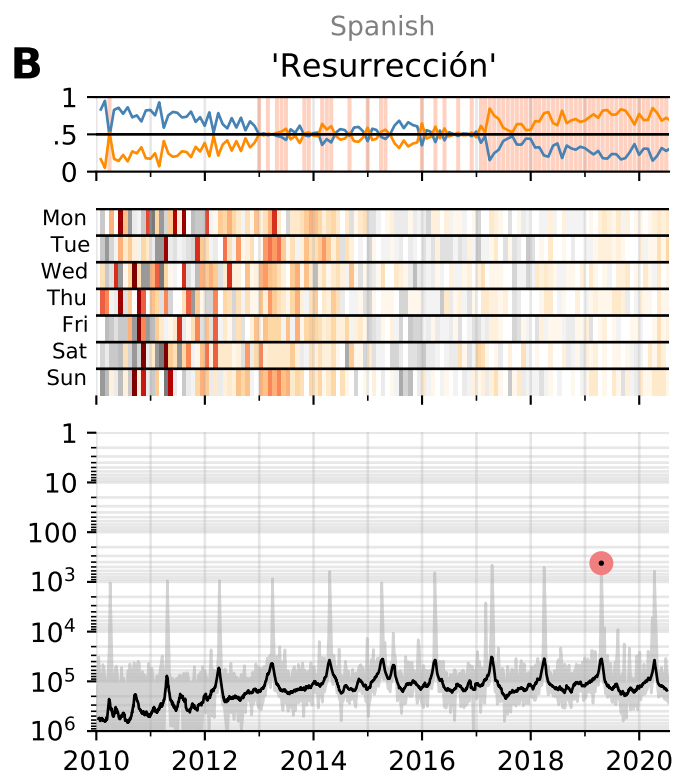 Spanish
B
'Resurrección'
1
.5
0
Mon
Tue
Wed
Thu
Fri
Sat
Sun
1
10
100
10³
10⁴
10⁵
10⁶
2010 2012 2014 2016 2018 2020